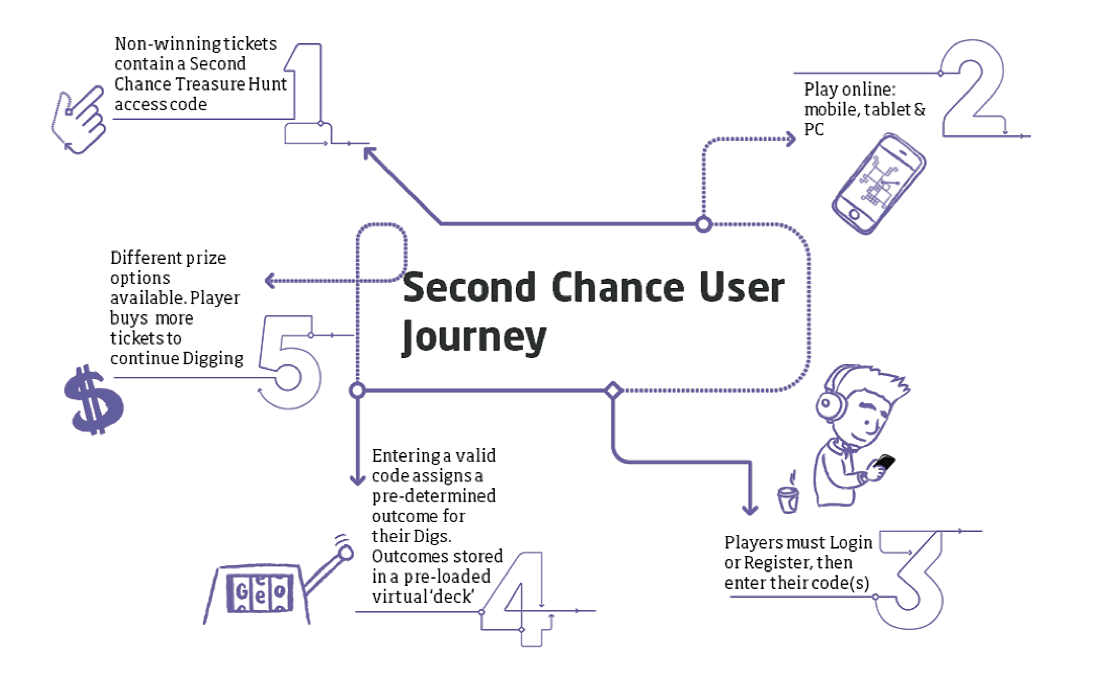 Non-winning tickets
contain a Second
Chance Treasure Hunt
access code
1
Play online:
mobile, tablet &
PC
2
Second Chance User
Journey
Different prize
options
available. Player
buys more
tickets to
continue Digging
5
$
Entering a valid
code assigns a
pre-determined
outcome for
their Digs.
Outcomes stored
in a pre-loaded
virtual ‘deck’
4
GeO
Players must Login
or Register, then
enter their code(s)
3